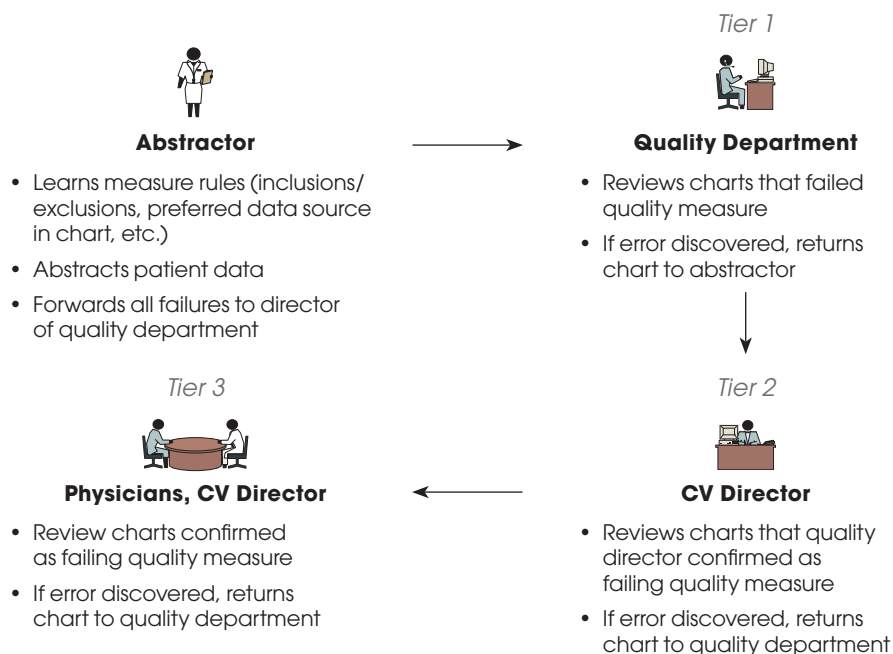 Abstractor
• Learns measure rules (inclusions/
exclusions, preferred data source
in chart, etc.)
• Abstracts patient data
• Forwards all failures to director
of quality department
Tier 1
Quality Department
• Reviews charts that failed
quality measure
• If error discovered, returns
chart to abstractor
Tier 2
CV Director
• Reviews charts that quality
director confirmed as
failing quality measure
• If error discovered, returns
chart to quality department
Tier 3
Physicians, CV Director
• Review charts confirmed
as failing quality measure
• If error discovered, returns
chart to quality department